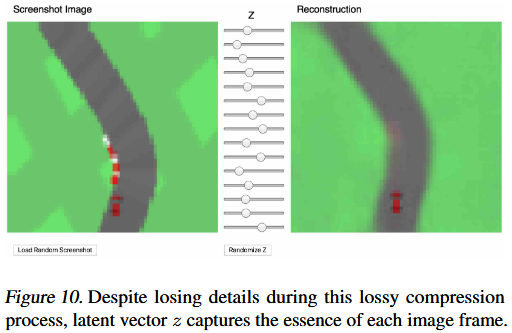 Screenshot Image
Z
Reconstruction
Load Random Screenshot
Randomize Z
Figure 10. Despite losing details during this lossy compression
process, latent vector z captures the essence of each image frame.